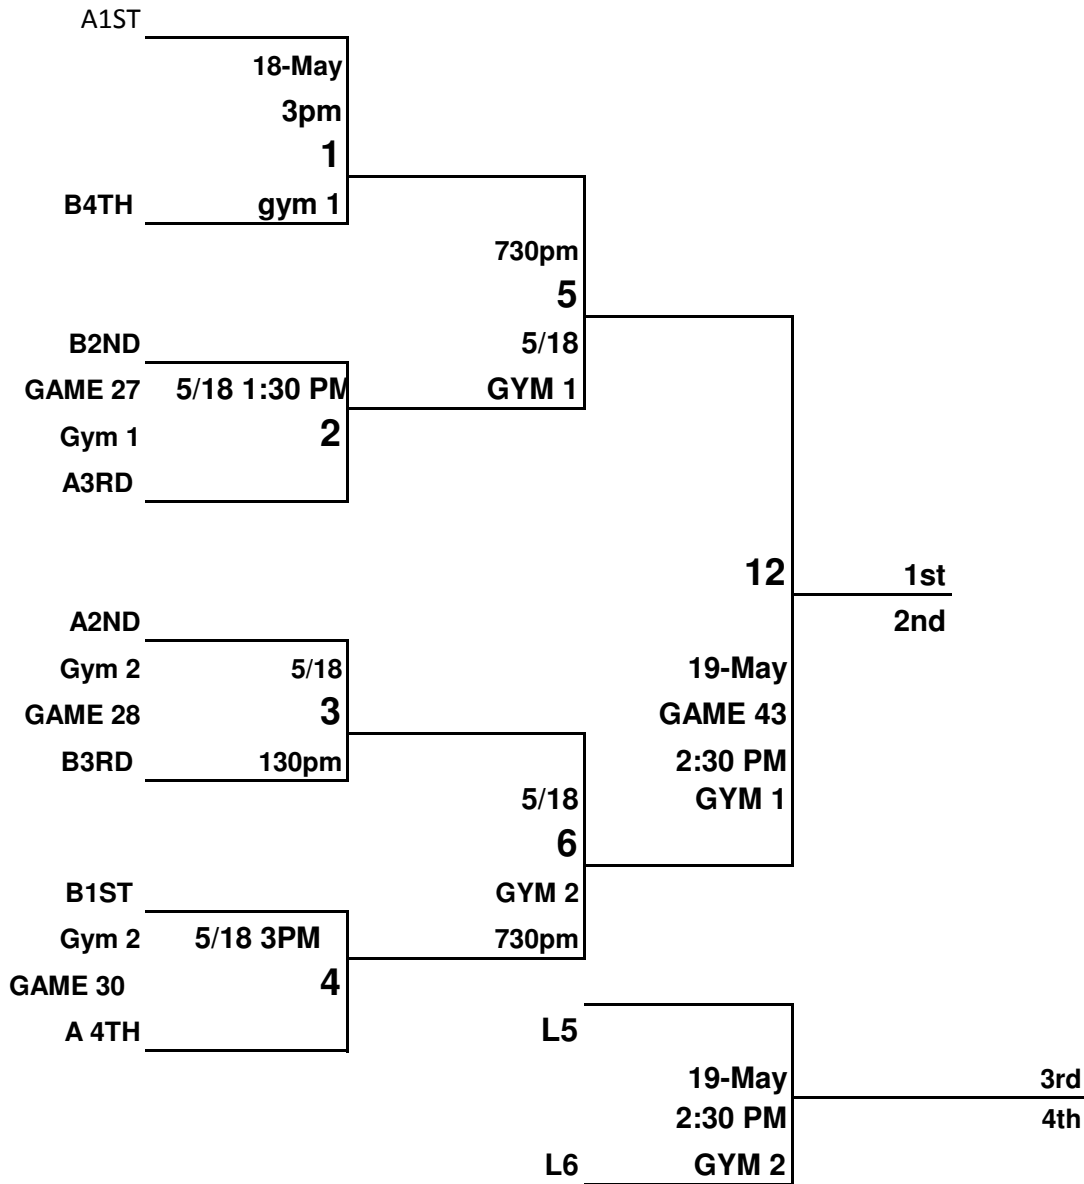 A1ST
18-May
3pm
1
B4TH gym 1
730pm
5
B2ND 5/18
GAME 27 5/18 1:30 PM GYM 1
Gym 1 2
A3RD
12 1st
A2ND 2nd
Gym 2 5/18 19-May
GAME 28 3 GAME 43
B3RD 130pm 2:30 PM
5/18 GYM 1
6
B1ST GYM 2
Gym 2 5/18 3PM 730pm
GAME 30 4
A 4TH L5
19-May 3rd
2:30 PM 4th
L6 GYM 2